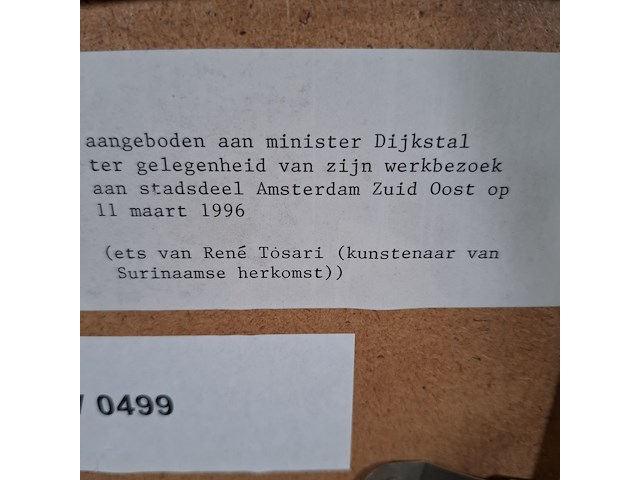 aangeboden aan minister Dijkstal
ter gelegenheid van zijn werkbezoek
aan stadsdeel Amsterdam Zuid Oost op
11 maart 1996
(ets van René Tósari (kunstenaar van
Surinaamse herkomst))
/ 0499